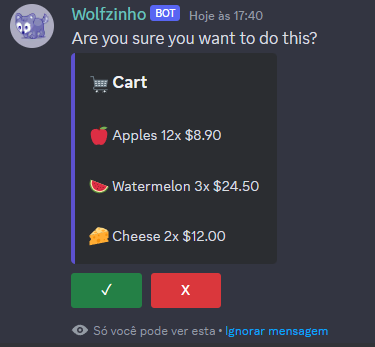 Wolfzinho BOT Hoje às 17:40
Are you sure you want to do this?
Cart
Apples 12x $8.90
Watermelon 3x $24.50
Cheese 2x $12.00
✓ X
Só você pode ver esta • Ignorar mensagem